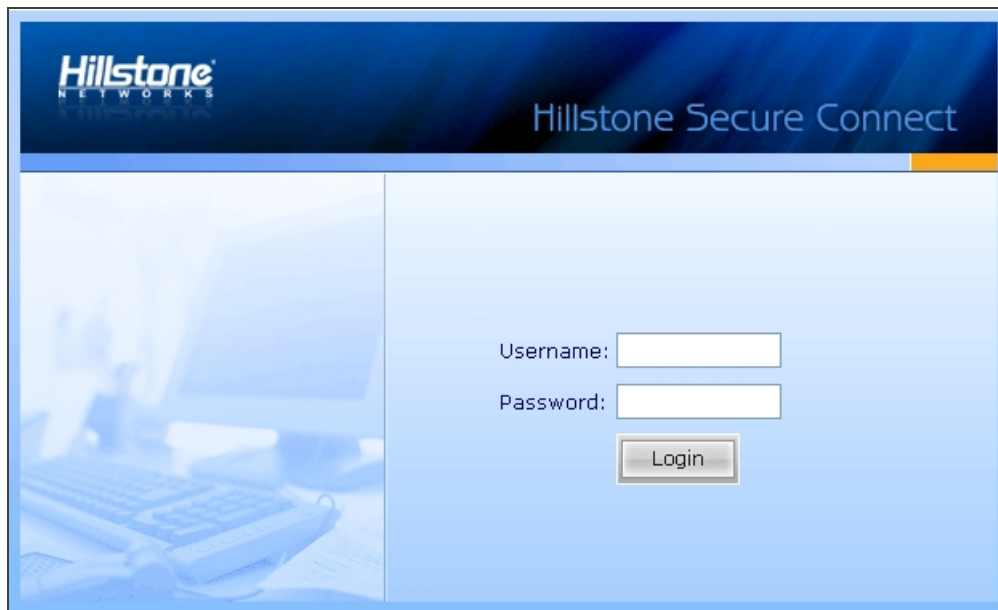 Hillstone
NETWORKS
Hillstone Secure Connect
Username:
Password:
Login